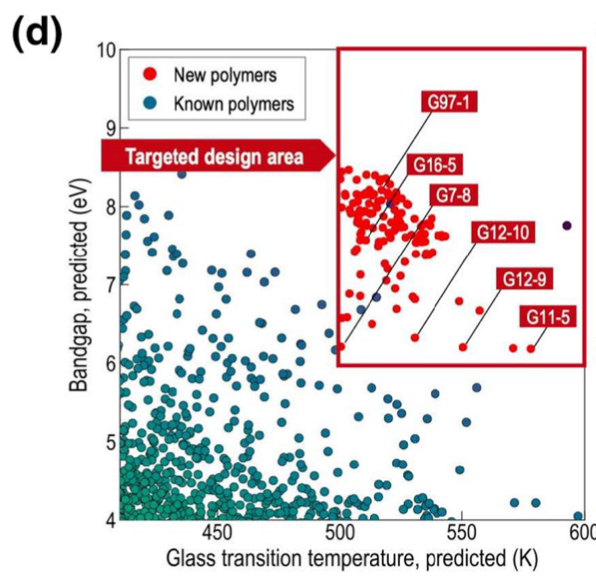 (d)
10
New polymers
Known polymers
9
Targeted design area
8
7
6
5
4
Bandgap, predicted (eV)
G97-1
G16-5
G7-8
G12-10
G12-9
G11-5
450
500
550
600
Glass transition temperature, predicted (K)